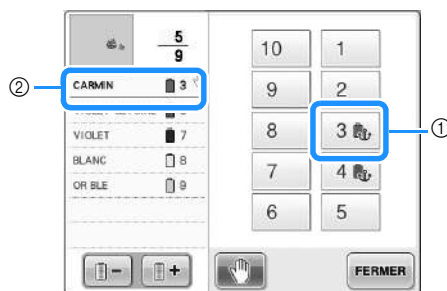 5
9
②
CARMIN 3
VIOLET 7
BLANC 8
OR BLE 9
10 1
9 2
8 3
①
7 4
6 5
- +
FERMER